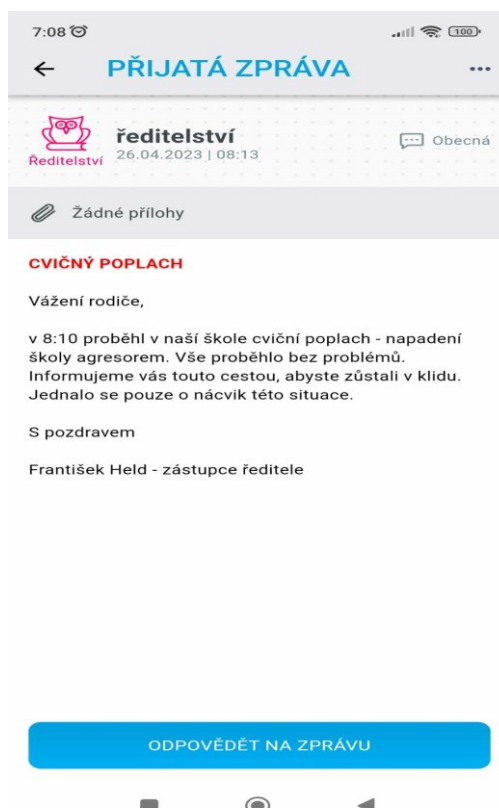 7:08
100
PŘIJATÁ ZPRÁVA
ředitelství
Ředitelství
26.04.2023 | 08:13
Obecná
Žádné přílohy
CVIČNÝ POPLACH
Vážení rodiče,
v 8:10 proběhl v naší škole cviční poplach - napadení
školy agresorem. Vše proběhlo bez problémů.
Informujeme vás touto cestou, abyste zůstali v klidu.
Jednalo se pouze o nácvik této situace.
S pozdravem
František Held - zástupce ředitele
ODPOVĚDĚT NA ZPRÁVU